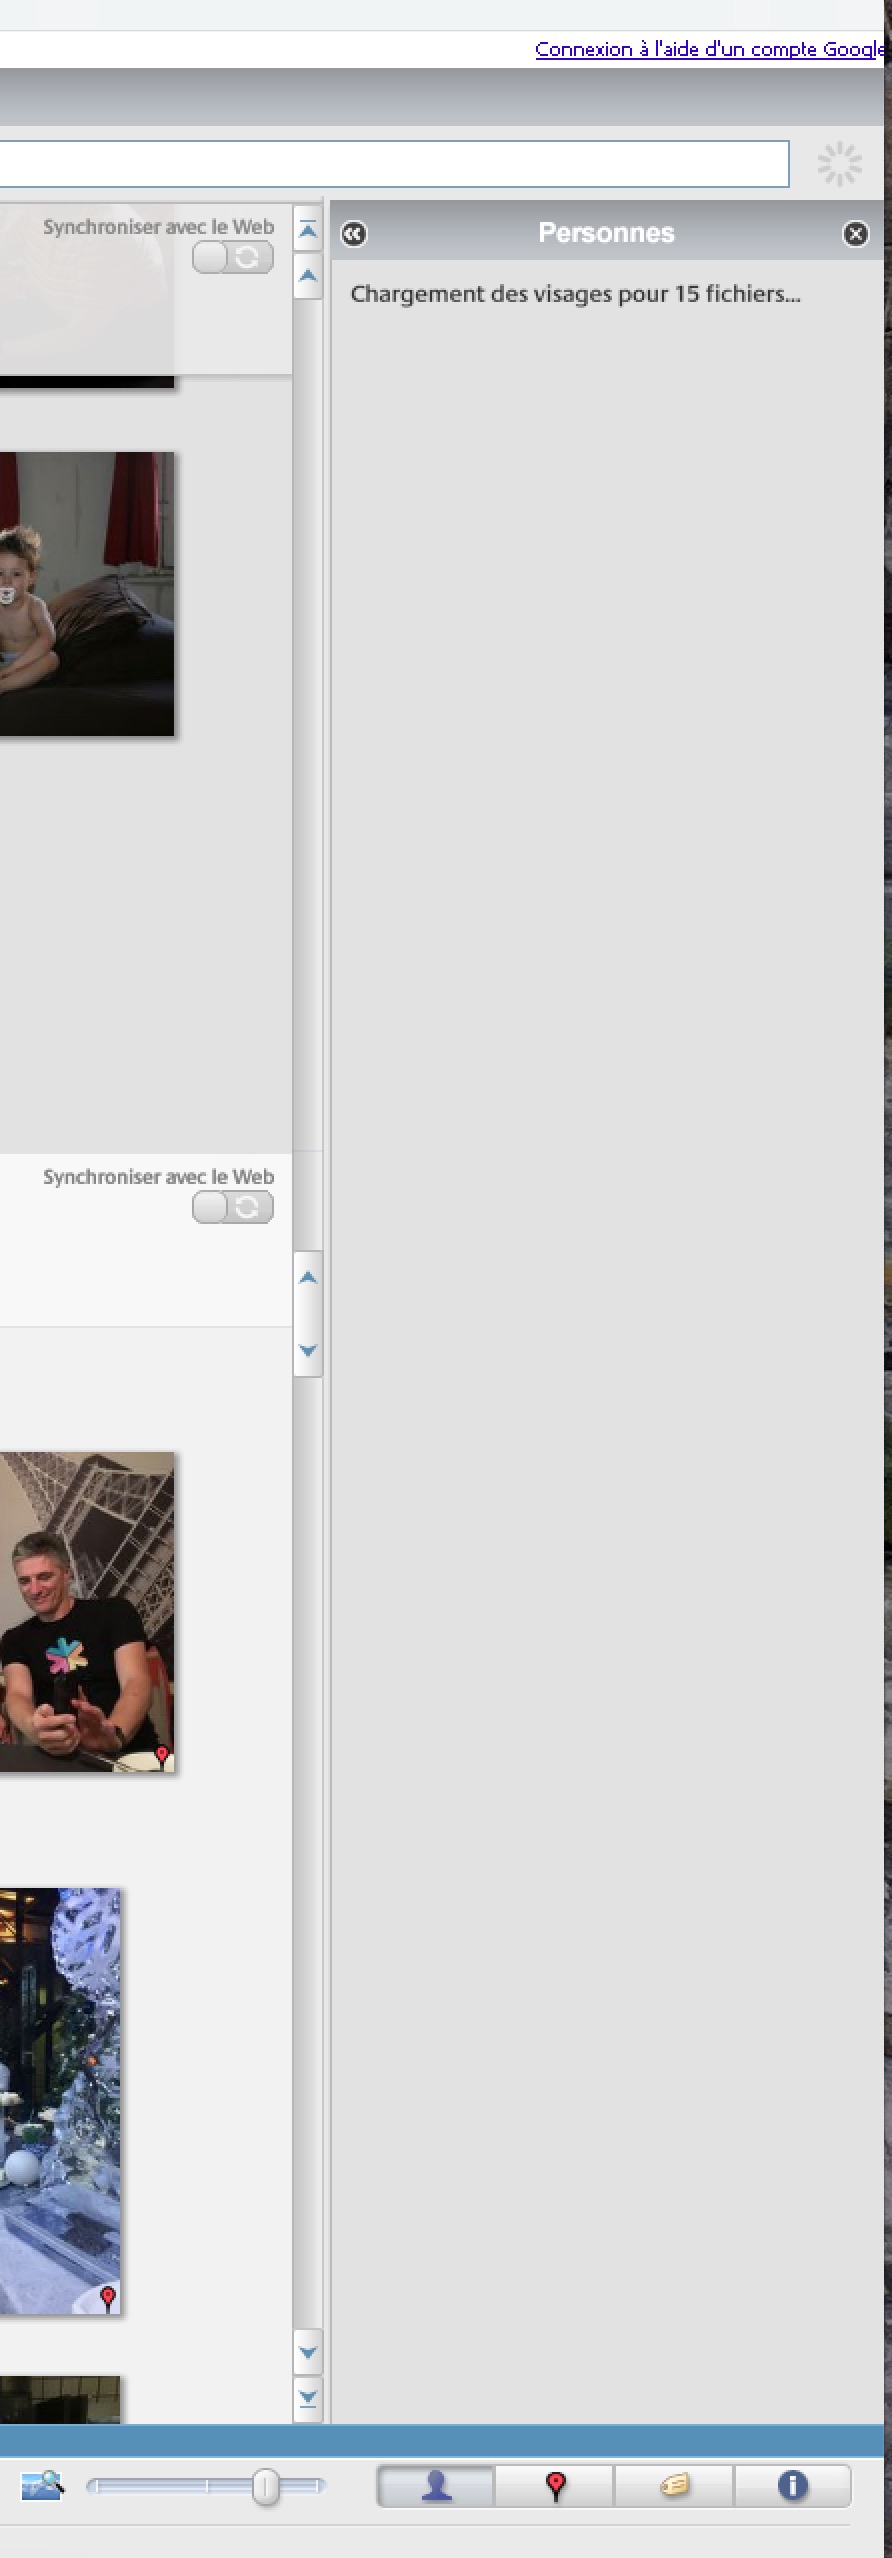 Connexion à l'aide d'un compte Google
Synchroniser avec le Web
Personnes
Chargement des visages pour 15 fichiers...
Synchroniser avec le Web